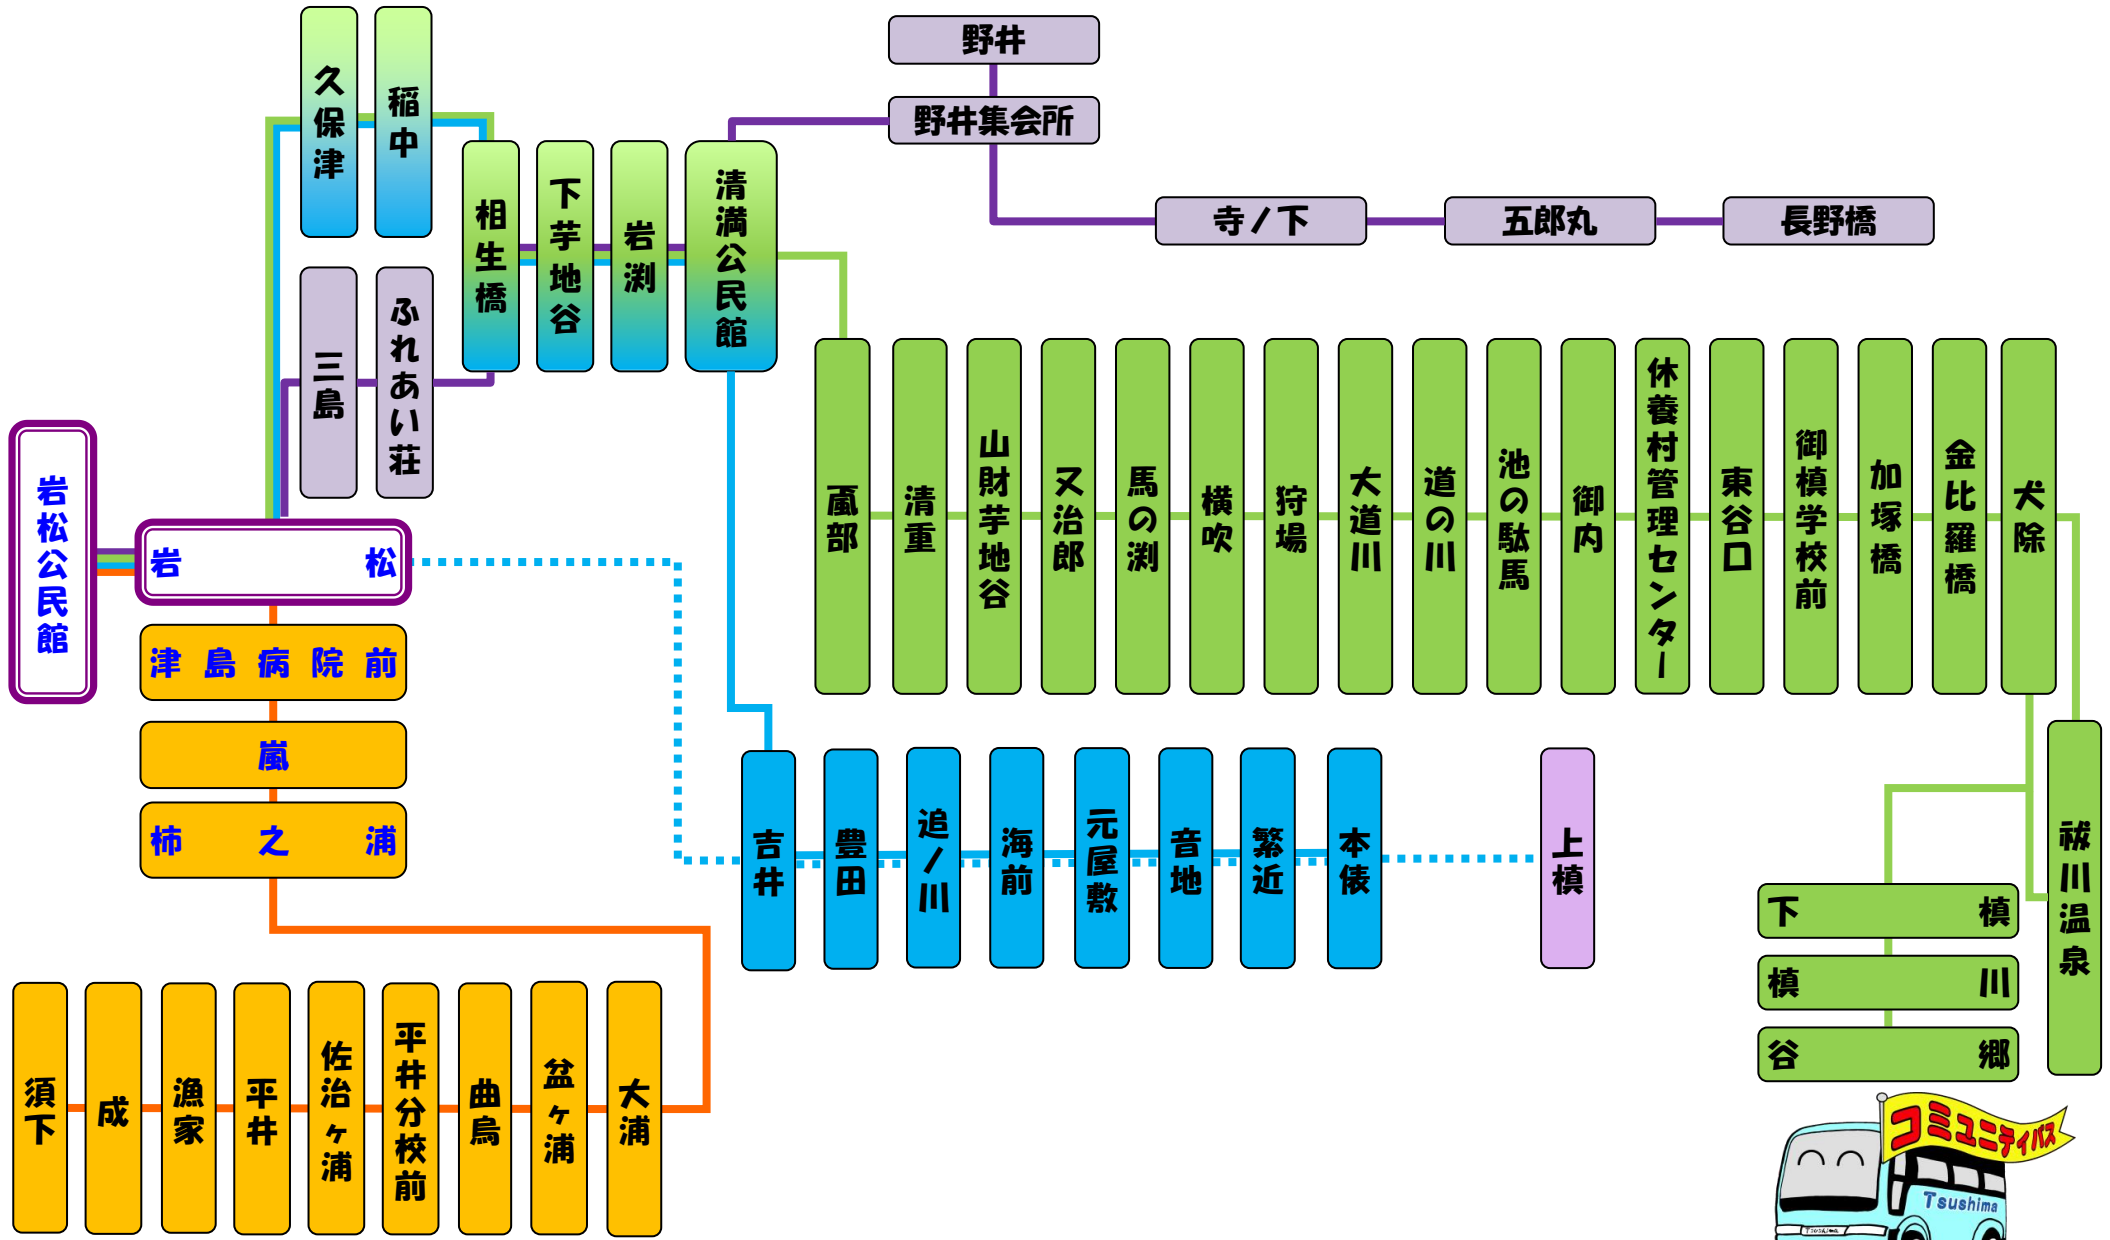 久保津
稲中
野井
野井集会所
相生橋
下芋地谷
岩渕
清満公民館
寺ノ下
五郎丸
長野橋
三島
ふれあい荘
岩松公民館
岩松
津島病院前
嵐
柿之浦
颪部
清重
山財芋地谷
又治郎
馬の渕
横吹
狩場
大道川
道の川
池の駄馬
御内
休養村管理センター
東谷口
御槙学校前
加塚橋
金比羅橋
犬除
吉井
豊田
追ノ川
海前
元屋敷
音地
繁近
本俵
上槙
祓川温泉
下槙
槙川
谷郷
須下
成
漁家
平井
佐治ヶ浦
平井分校前
曲烏
盆ヶ浦
大浦
コミュニティバス
Tsushima
Tsushima